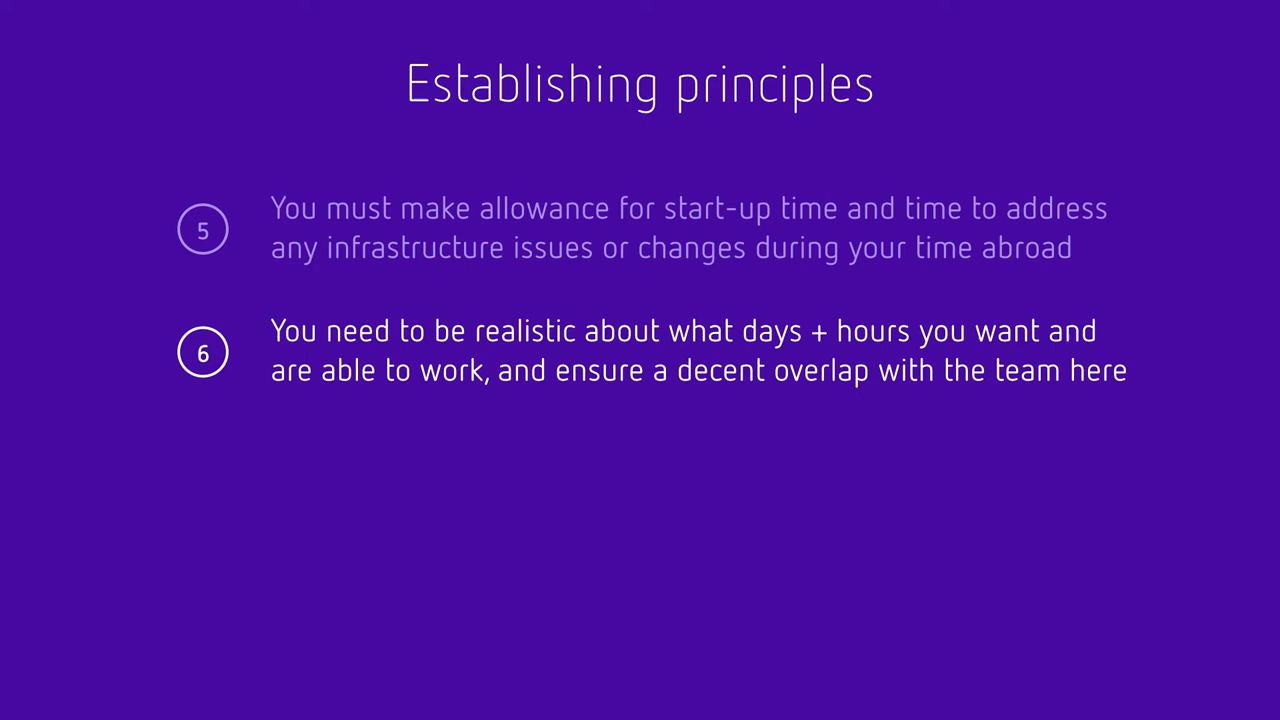 Establishing principles
5
You must make allowance for start-up time and time to address
any infrastructure issues or changes during your time abroad
6
You need to be realistic about what days + hours you want and
are able to work, and ensure a decent overlap with the team here